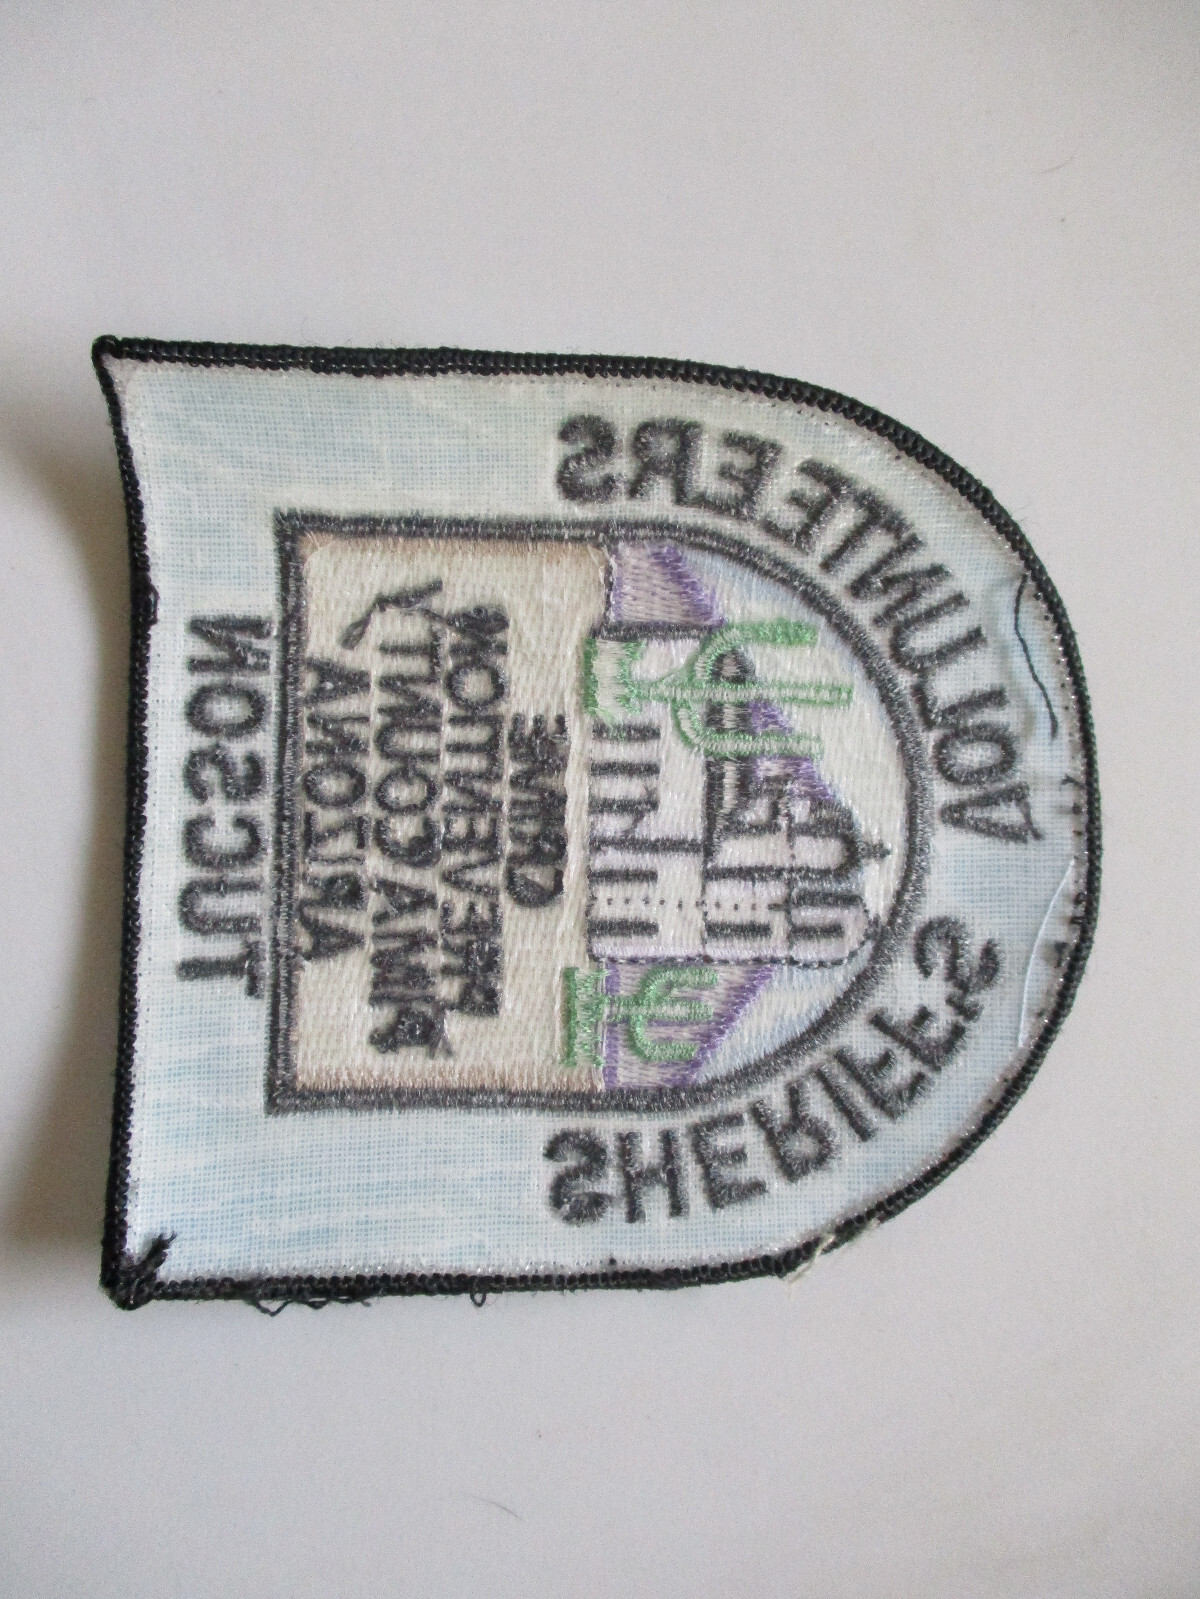 SHERIFF'S VOLUNTEERS
CRIME
PREVENTION
PIMA COUNTY
ARIZONA
TUCSON